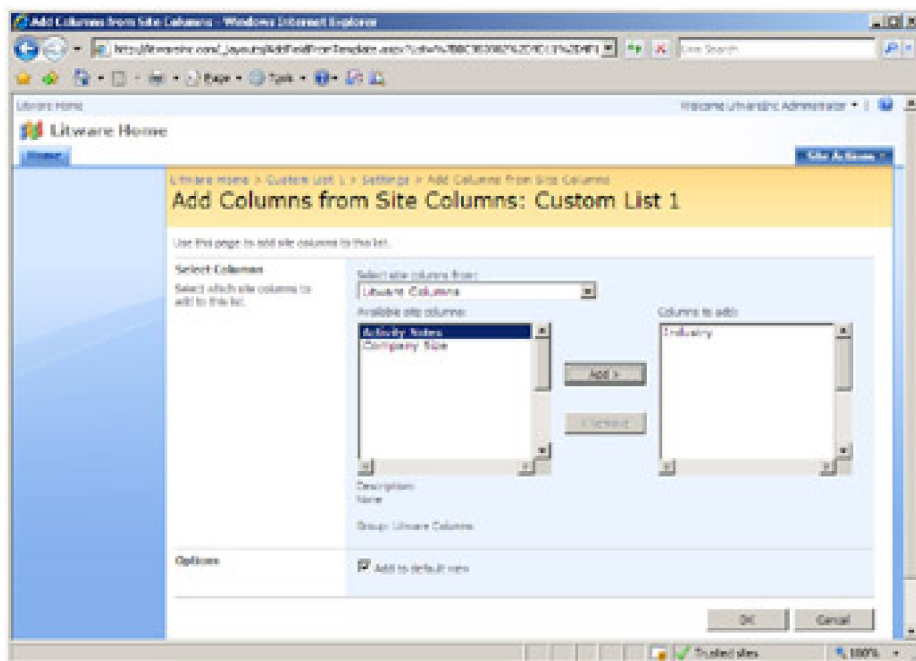 Add Columns from Site Columns - Windows Internet Explorer
Live Search
Page Tools
Litware Home
Welcome LitwareInc Administrator
Litware Home
Home
Site Actions
Litware Home > Custom List 1 > Settings > Add Columns from Site Columns
Add Columns from Site Columns: Custom List 1
Use this page to add site columns to this list.
Select Columns
Select which site columns to
add to this list.
Select site columns from:
Litware Columns
Available site columns:
Activity Notes
Company Size
Add >
< Remove
Columns to add:
Industry
Description:
None
Group: Litware Columns
Options
Add to default view
OK
Cancel
Trusted sites
100%